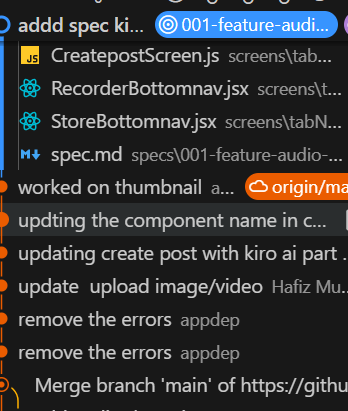 addd spec ki... 001-feature-audi...
JS CreatepostScreen.js screens\tab...
RecorderBottomnav.jsx screens\t...
StoreBottomnav.jsx screens\tabN...
M↓ spec.md specs\001-feature-audio-...
worked on thumbnail a... origin/ma
updting the component name in c...
updating create post with kiro ai part .
update upload image/video Hafiz Mu...
remove the errors appdep
remove the errors appdep
Merge branch 'main' of https://githu